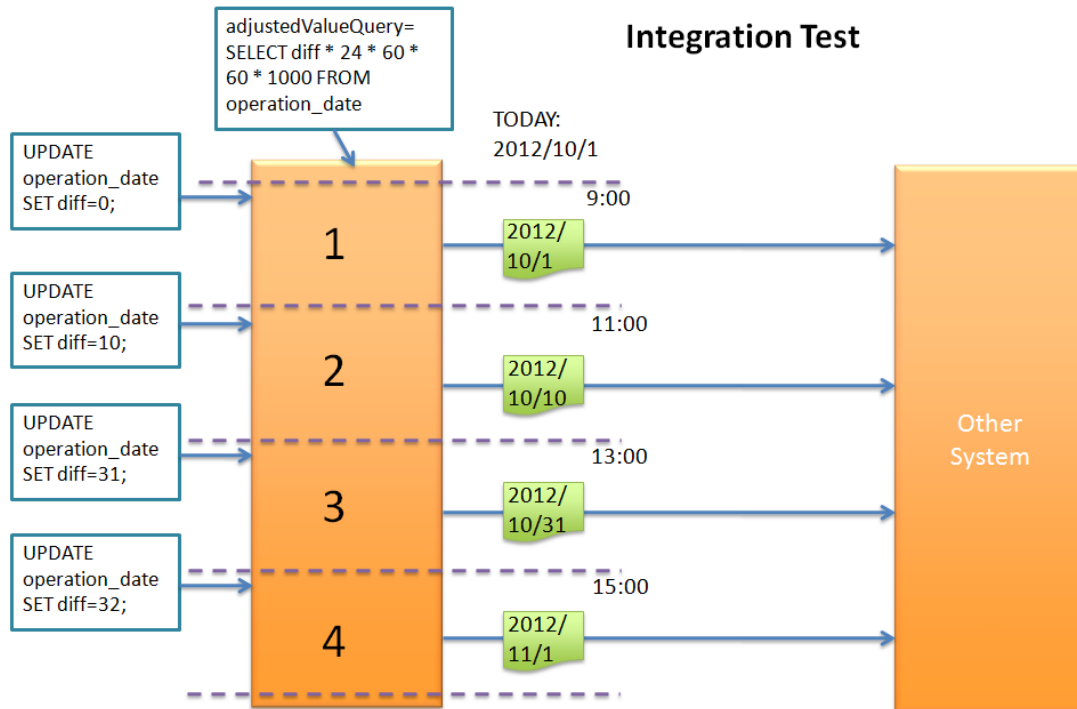 adjustedValueQuery=
SELECT diff * 24 * 60 *
60 * 1000 FROM
operation_date
Integration Test
TODAY:
2012/10/1
UPDATE
operation_date
SET diff=0;
9:00
1
2012/
10/1
UPDATE
operation_date
SET diff=10;
11:00
2
2012/
10/10
UPDATE
operation_date
SET diff=31;
13:00
3
2012/
10/31
UPDATE
operation_date
SET diff=32;
15:00
4
2012/
11/1
Other
System